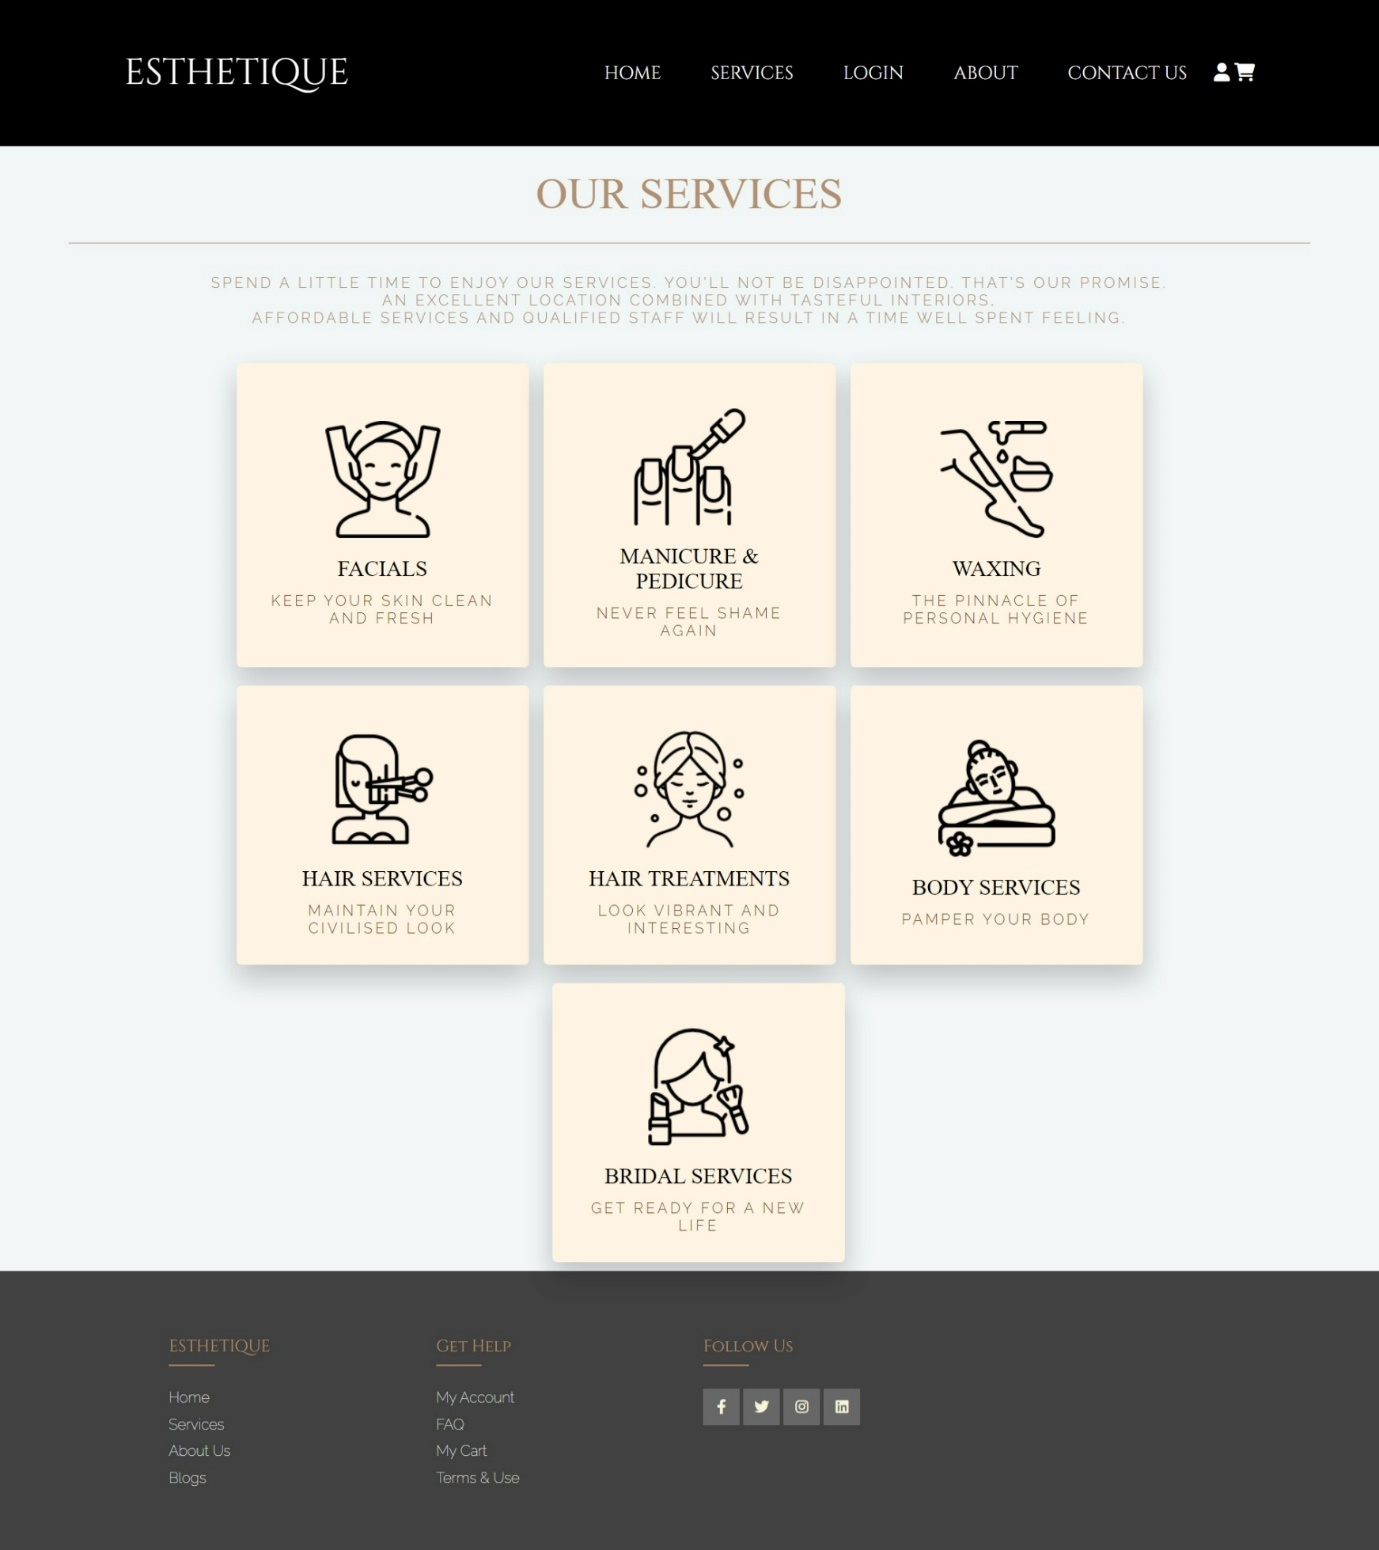 ESTHETIQUE
HOME SERVICES LOGIN ABOUT CONTACT US
OUR SERVICES
SPEND A LITTLE TIME TO ENJOY OUR SERVICES. YOU'LL NOT BE DISAPPOINTED. THAT'S OUR PROMISE.
AN EXCELLENT LOCATION COMBINED WITH TASTEFUL INTERIORS,
AFFORDABLE SERVICES AND QUALIFIED STAFF WILL RESULT IN A TIME WELL SPENT FEELING.
FACIALS
KEEP YOUR SKIN CLEAN
AND FRESH
MANICURE &
PEDICURE
NEVER FEEL SHAME
AGAIN
WAXING
THE PINNACLE OF
PERSONAL HYGIENE
HAIR SERVICES
MAINTAIN YOUR
CIVILISED LOOK
HAIR TREATMENTS
LOOK VIBRANT AND
INTERESTING
BODY SERVICES
PAMPER YOUR BODY
BRIDAL SERVICES
GET READY FOR A NEW
LIFE
ESTHETIQUE
Home
Services
About Us
Blogs
Get Help
My Account
FAQ
My Cart
Terms & Use
Follow Us